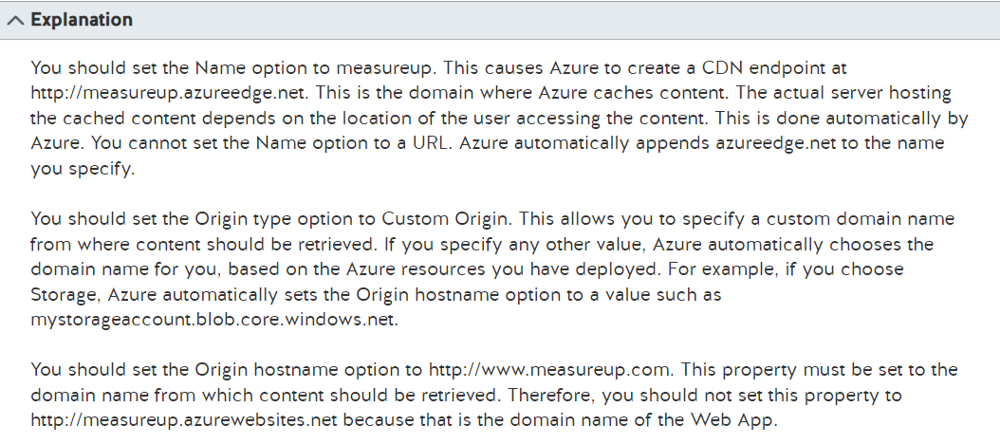 Explanation
You should set the Name option to measureup. This causes Azure to create a CDN endpoint at
http://measureup.azureedge.net. This is the domain where Azure caches content. The actual server hosting
the cached content depends on the location of the user accessing the content. This is done automatically by
Azure. You cannot set the Name option to a URL. Azure automatically appends azureedge.net to the name
you specify.
You should set the Origin type option to Custom Origin. This allows you to specify a custom domain name
from where content should be retrieved. If you specify any other value, Azure automatically chooses the
domain name for you, based on the Azure resources you have deployed. For example, if you choose
Storage, Azure automatically sets the Origin hostname option to a value such as
mystorageaccount.blob.core.windows.net.
You should set the Origin hostname option to http://www.measureup.com. This property must be set to the
domain name from which content should be retrieved. Therefore, you should not set this property to
http://measureup.azurewebsites.net because that is the domain name of the Web App.